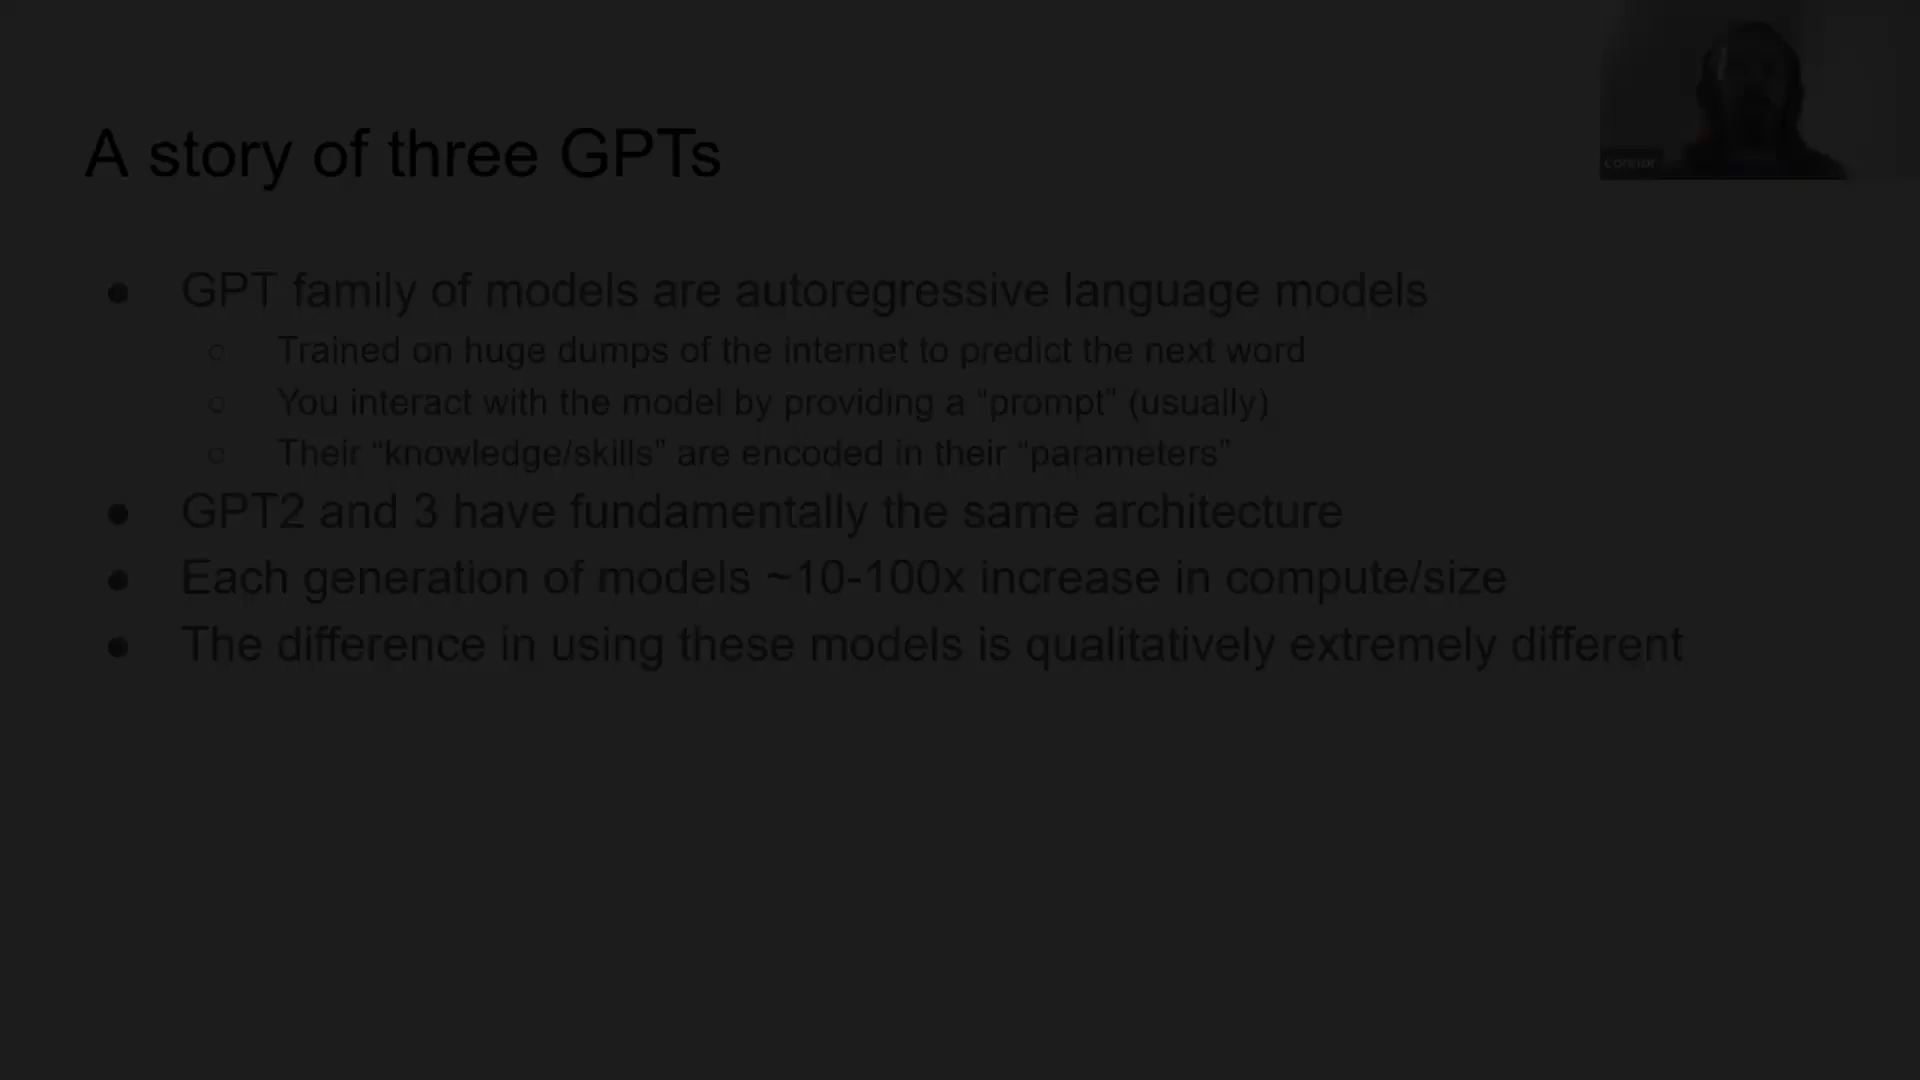 A story of three GPTs
Connor
● GPT family of models are autoregressive language models
○ Trained on huge dumps of the internet to predict the next word
○ You interact with the model by providing a “prompt” (usually)
○ Their “knowledge/skills” are encoded in their “parameters”
● GPT2 and 3 have fundamentally the same architecture
● Each generation of models ~10-100x increase in compute/size
● The difference in using these models is qualitatively extremely different